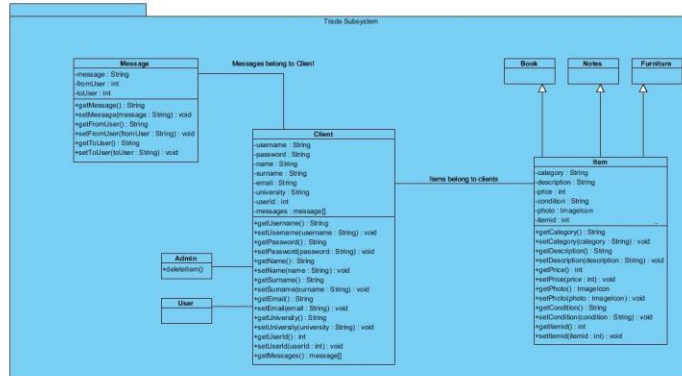 Trade Subsystem
Message
-message : String
-fromUser : int
-toUser : int
+getMessage() : String
+setMessage(message : String) : void
+getFromUser() : String
+setFromUser(fromUser : String) : void
+getToUser() : String
+setToUser(toUser : String) : void
Messages belong to Client
Book
Notes
Furniture
Client
-username : String
-password : String
-name : String
-surname : String
-email : String
-university : String
-userId : int
-messages : message[]
+getUsername() : String
+setUsername(username : String) : void
+getPassword() : String
+setPassword(password : String) : void
+getName() : String
+setName(name : String) : void
+getSurname() : String
+setSurname(surname : String) : void
+getEmail() : String
+setEmail(email : String) : void
+getUniversity() : String
+setUniversity(university : String) : void
+getUserId() : int
+setUserId(userId : int) : void
+getMessages() : message[]
Items belong to clients
Item
-category : String
-description : String
-price : int
-condition : String
-photo : ImageIcon
-itemid : int
+getCategory() : String
+setCategory(category : String) : void
+getDescription() : String
+setDescription(description : String) : void
+getPrice() : int
+setPrice(price : int) : void
+getPhoto() : ImageIcon
+setPhoto(photo : ImageIcon) : void
+getCondition() : String
+setCondition(condition : String) : void
+getItemid() : int
+setItemid(itemid : int) : void
Admin
+deleteItem()
User